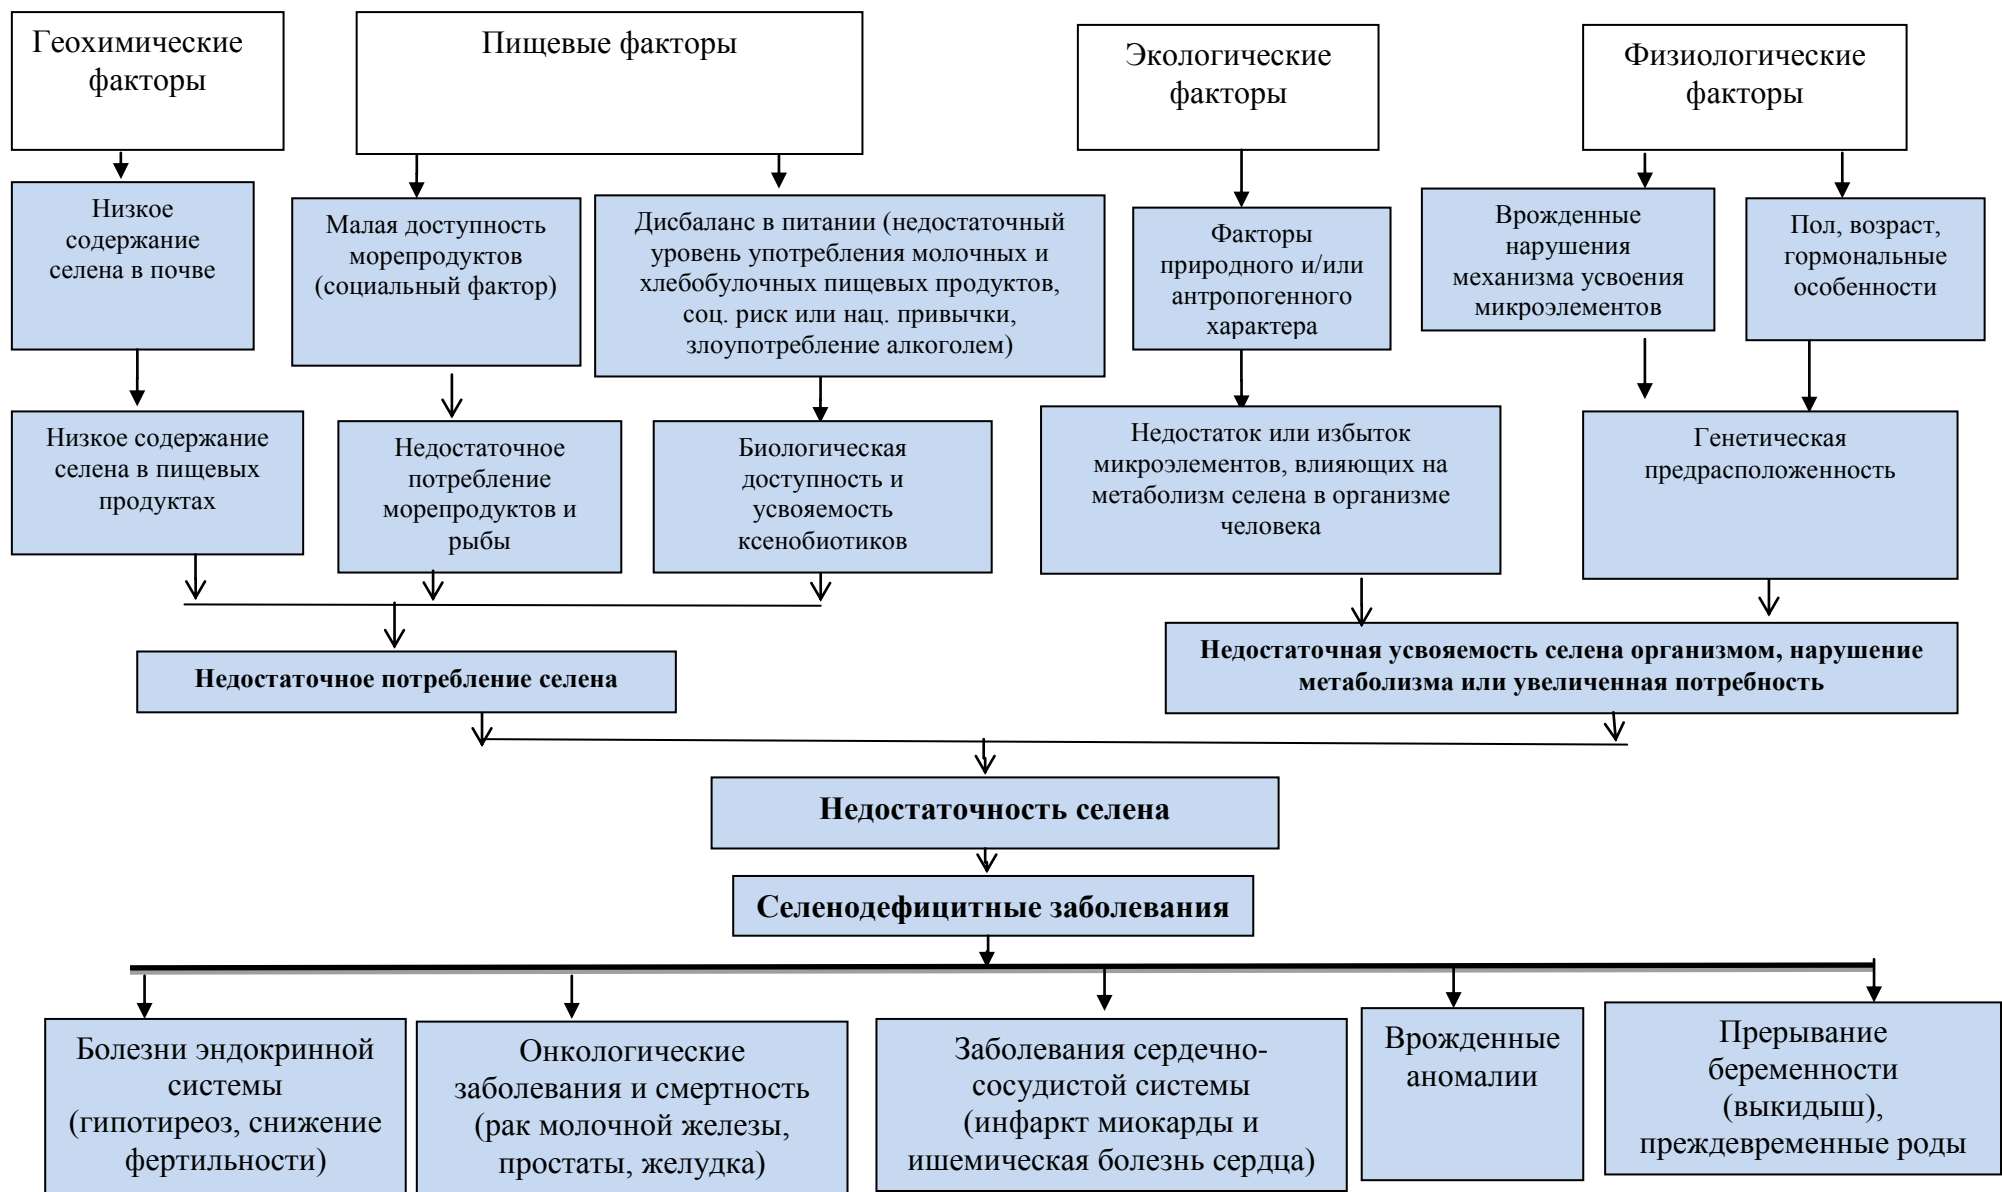 Геохимические
факторы
Пищевые факторы
Экологические
факторы
Физиологические
факторы
Низкое
содержание
селена в почве
Малая доступность
морепродуктов
(социальный фактор)
Дисбаланс в питании (недостаточный
уровень употребления молочных и
хлебобулочных пищевых продуктов,
соц. риск или нац. привычки,
злоупотребление алкоголем)
Факторы
природного и/или
антропогенного
характера
Врожденные
нарушения
механизма усвоения
микроэлементов
Пол, возраст,
гормональные
особенности
Низкое содержание
селена в пищевых
продуктах
Недостаточное
потребление
морепродуктов и
рыбы
Биологическая
доступность и
усвояемость
ксенобиотиков
Недостаток или избыток
микроэлементов, влияющих на
метаболизм селена в организме
человека
Генетическая
предрасположенность
Недостаточное потребление селена
Недостаточная усвояемость селена организмом, нарушение
метаболизма или увеличенная потребность
Недостаточность селена
Селенодефицитные заболевания
Болезни эндокринной
системы
(гипотиреоз, снижение
фертильности)
Онкологические
заболевания и смертность
(рак молочной железы,
простаты, желудка)
Заболевания сердечно-
сосудистой системы
(инфаркт миокарды и
ишемическая болезнь сердца)
Врожденные
аномалии
Прерывание
беременности
(выкидыш),
преждевременные роды